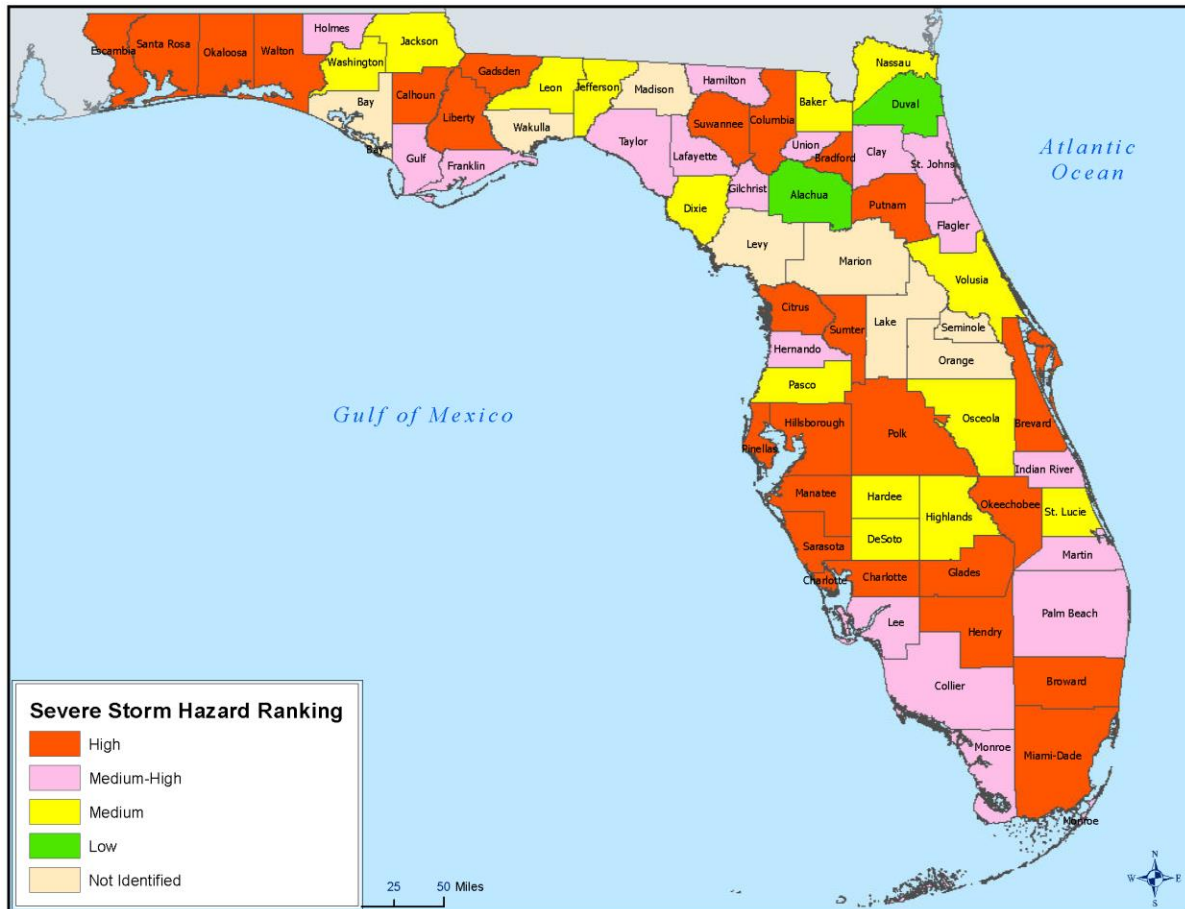 Holmes
Jackson
Escambia
Santa Rosa
Okaloosa
Walton
Washington
Gadsden
Nassau
Hamilton
Calhoun
Leon
Jefferson
Madison
Baker
Duval
Bay
Liberty
Wakulla
Suwannee
Columbia
Taylor
Lafayette
Union
Bradford
Clay
St. Johns
Atlantic
Ocean
Bay
Gulf
Franklin
Gilchrist
Alachua
Putnam
Dixie
Flagler
Levy
Marion
Volusia
Citrus
Sumter
Lake
Seminole
Hernando
Orange
Pasco
Gulf of Mexico
Hillsborough
Polk
Osceola
Brevard
Pinellas
Indian River
Manatee
Hardee
Highlands
Okeechobee
St. Lucie
Sarasota
DeSoto
Martin
Charlotte
Charlotte
Glades
Lee
Hendry
Palm Beach
Collier
Broward
Monroe
Miami-Dade
Monroe
Severe Storm Hazard Ranking
High
Medium-High
Medium
Low
Not Identified
25 50 Miles
N
W E
S